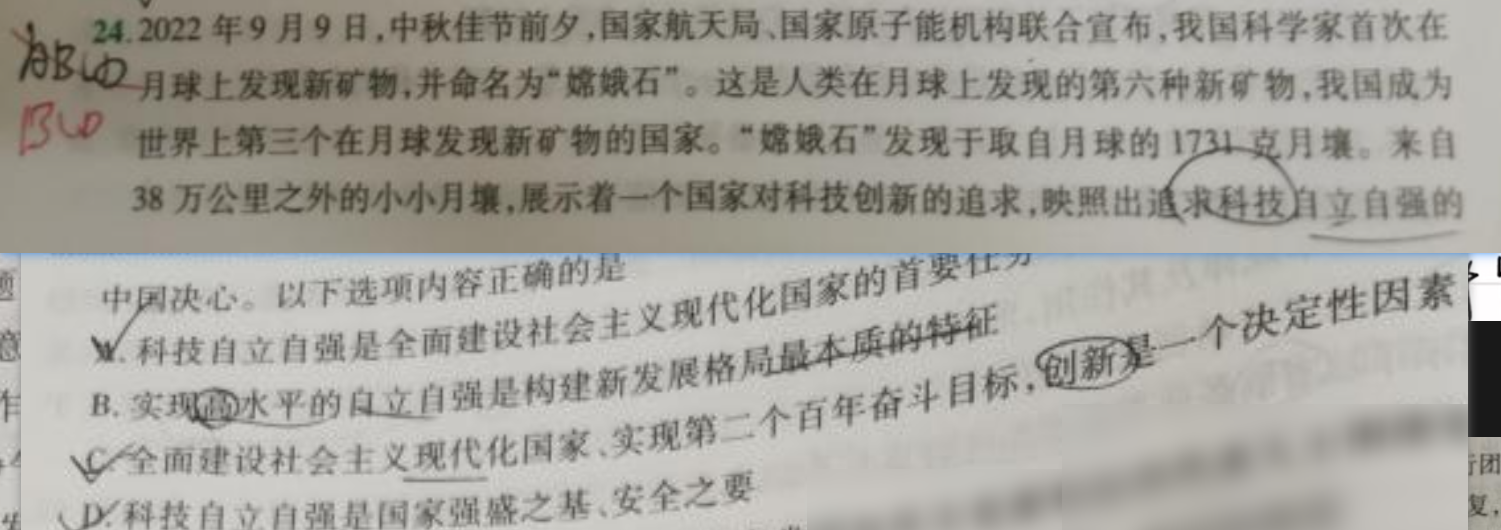 24. 2022 年 9 月 9 日,中秋佳节前夕,国家航天局、国家原子能机构联合宣布,我国科学家首次在
月球上发现新矿物,并命名为“嫦娥石”。这是人类在月球上发现的第六种新矿物,我国成为
BCD
世界上第三个在月球发现新矿物的国家。“嫦娥石”发现于取自月球的 1731 克月壤。来自
38 万公里之外的小小月壤,展示着一个国家对科技创新的追求,映照出追求科技自立自强的
中国决心。以下选项内容正确的是
A. 科技自立自强是全面建设社会主义现代化国家的首要任务
B. 实现高水平的自立自强是构建新发展格局最本质的特征
C. 全面建设社会主义现代化国家、实现第二个百年奋斗目标,创新是一个决定性因素
D. 科技自立自强是国家强盛之基、安全之要